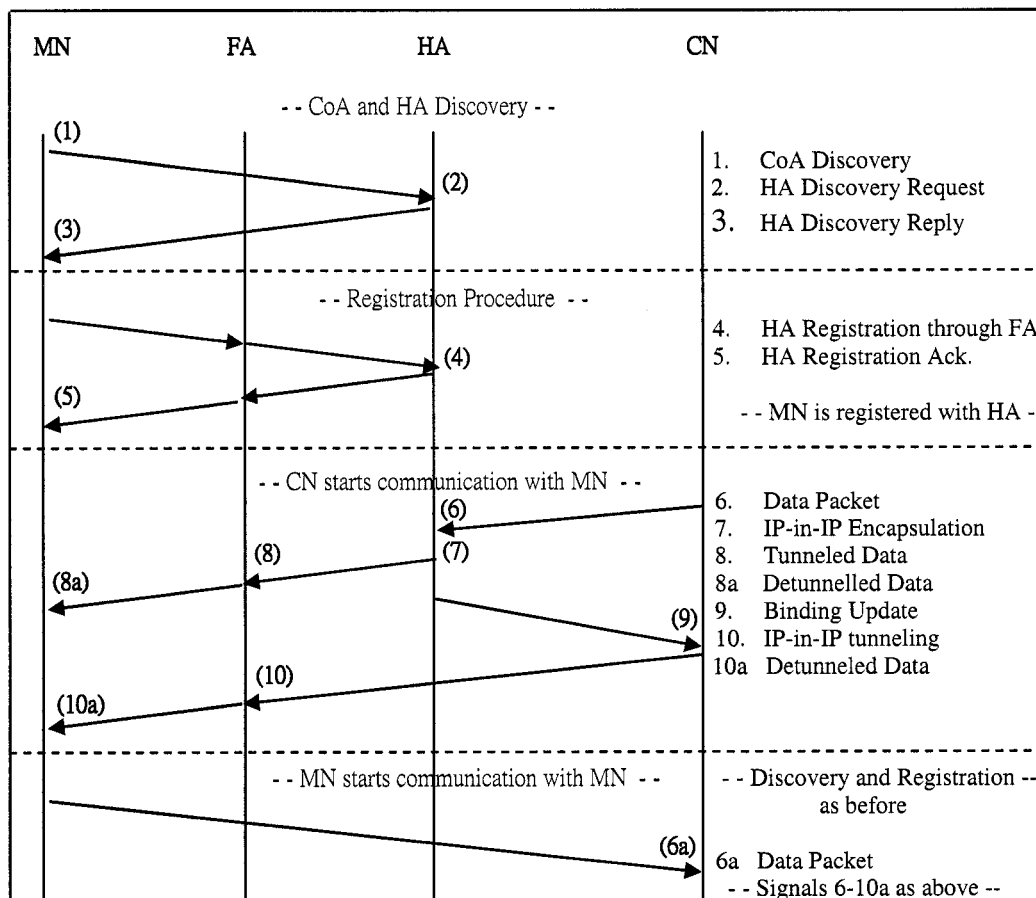 MN FA HA CN
- - CoA and HA Discovery - -
(1)
(2)
(3)
1. CoA Discovery
2. HA Discovery Request
3. HA Discovery Reply
- - Registration Procedure - -
(4)
(5)
4. HA Registration through FA
5. HA Registration Ack.
- - MN is registered with HA -
- - CN starts communication with MN - -
(6)
(7)
(8)
(8a)
(9)
(10)
(10a)
6. Data Packet
7. IP-in-IP Encapsulation
8. Tunneled Data
8a Detunnelled Data
9. Binding Update
10. IP-in-IP tunneling
10a Detunneled Data
- - MN starts communication with MN - -
- - Discovery and Registration --
as before
(6a)
6a Data Packet
- - Signals 6-10a as above --